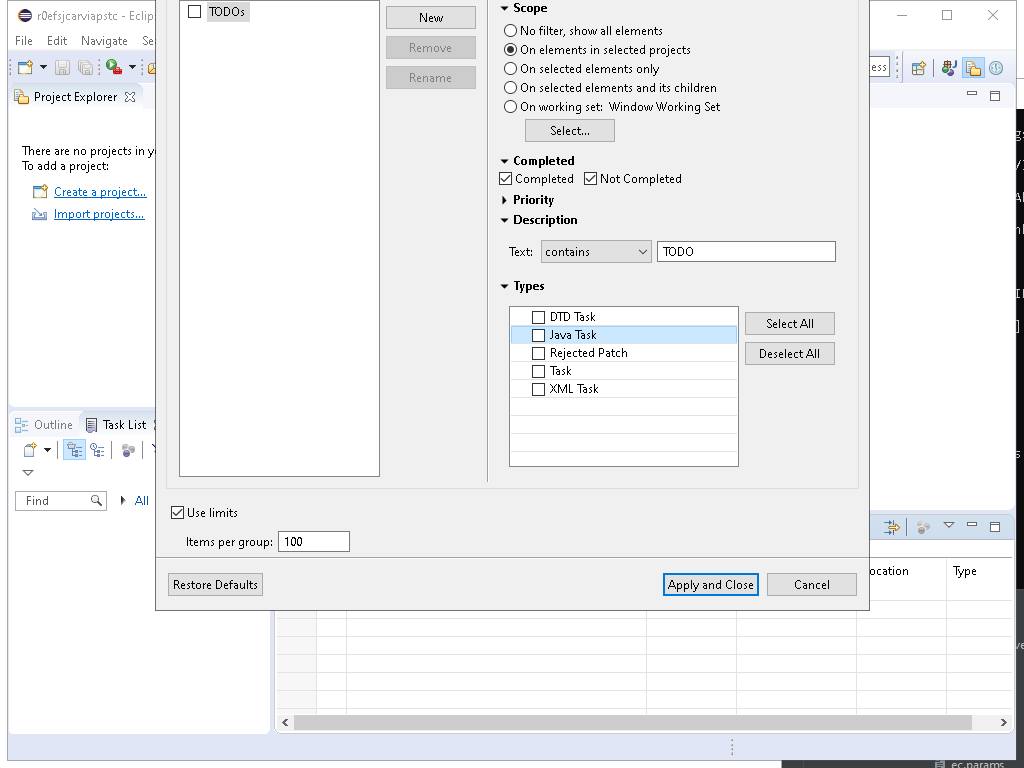 r0efsjcarviapstc - Eclip
File Edit Navigate Se
Project Explorer
There are no projects in y
To add a project:
Create a project...
Import projects...
Outline Task List
Find All
TODOs
New
Remove
Rename
Scope
No filter, show all elements
On elements in selected projects
On selected elements only
On selected elements and its children
On working set: Window Working Set
Select...
Completed
Completed Not Completed
Priority
Description
Text: contains TODO
Types
DTD Task
Java Task
Rejected Patch
Task
XML Task
Select All
Deselect All
Use limits
Items per group: 100
Restore Defaults Apply and Close Cancel
ess
ocation Type
ec.params